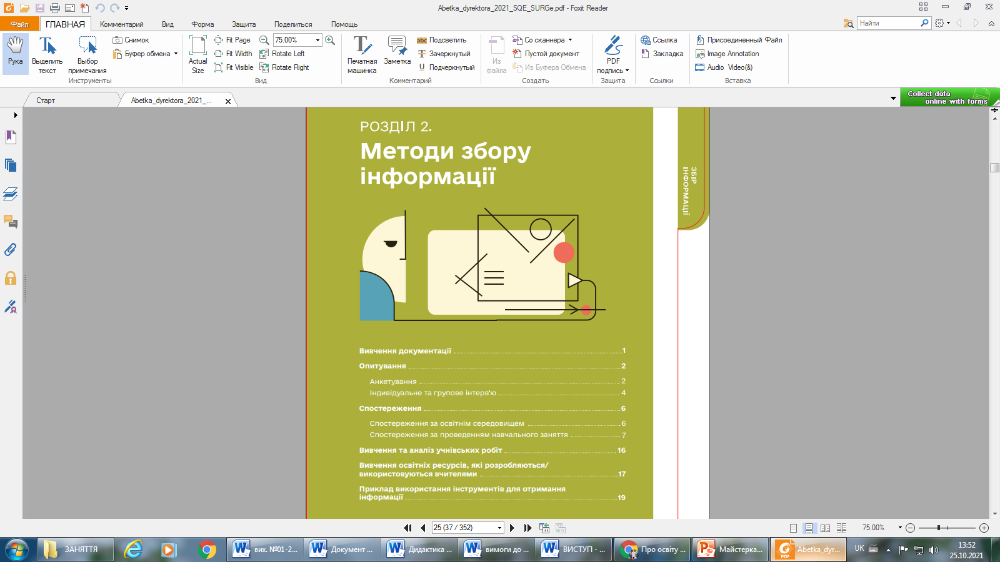 Abetka_dyrektora_2021_SQE_SURGe.pdf - Foxit Reader
Файл
ГЛАВНАЯ
Комментарий
Вид
Форма
Защита
Поделиться
Помощь
Найти
Рука
Выделить текст
Выбор примечания
Снимок
Буфер обмена
Инструменты
Actual Size
Fit Page
Fit Width
Fit Visible
75.00%
Rotate Left
Rotate Right
Вид
Печатная машинка
Заметка
Подсветить
Зачеркнутый
Подчеркнутый
Комментарий
Из файла
Со сканнера
Пустой документ
Из Буфера Обмена
Создать
PDF подпись
Защита
Ссылка
Закладка
Ссылки
Присоединенный Файл
Image Annotation
Audio Video(&)
Вставка
Старт
Abetka_dyrektora_2021_...
Collect data
online with forms
РОЗДІЛ 2.
Методи збору
інформації
ЗБІР
ІНФОРМАЦІЇ
Вивчення документації 1
Опитування 2
Анкетування 2
Індивідуальне та групове інтерв'ю 4
Спостереження 6
Спостереження за освітнім середовищем 6
Спостереження за проведенням навчального заняття 7
Вивчення та аналіз учнівських робіт 16
Вивчення освітніх ресурсів, які розробляються/
використовуються вчителями 17
Приклад використання інструментів для отримання
інформації 19
25 (37 / 352)
75.00%
ЗАНЯТТЯ
вих. №01-2...
Документ ...
Дидактика ...
вимоги до ...
ВИСТУП - ...
Про освіту ...
Майстерка...
Abetka_dyr...
UK
13:52
25.10.2021